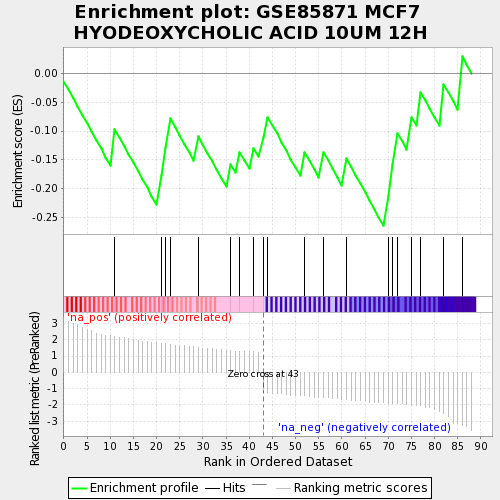 Enrichment plot: GSE85871 MCF7
HYODEOXYCHOLIC ACID 10UM 12H
Enrichment score (ES)
0.00
-0.05
-0.10
-0.15
-0.20
-0.25
'na_pos' (positively correlated)
Ranked list metric (PreRanked)
3
2
1
0
-1
-2
-3
Zero cross at 43
'na_neg' (negatively correlated)
0 5 10 15 20 25 30 35 40 45 50 55 60 65 70 75 80 85 90
Rank in Ordered Dataset
Enrichment profile Hits Ranking metric scores